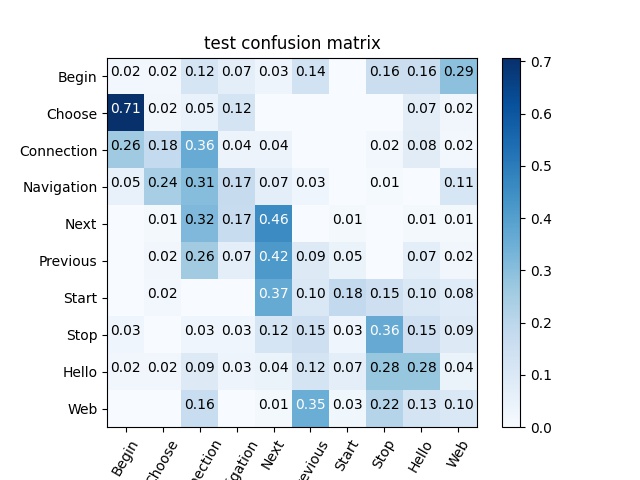 test confusion matrix
Begin 0.02 0.02 0.12 0.07 0.03 0.14 0.16 0.16 0.29
Choose 0.71 0.02 0.05 0.12 0.07 0.02
Connection 0.26 0.18 0.36 0.04 0.04 0.02 0.08 0.02
Navigation 0.05 0.24 0.31 0.17 0.07 0.03 0.01 0.11
Next 0.01 0.32 0.17 0.46 0.01 0.01 0.01
Previous 0.02 0.26 0.07 0.42 0.09 0.05 0.07 0.02
Start 0.02 0.37 0.10 0.18 0.15 0.10 0.08
Stop 0.03 0.03 0.03 0.12 0.15 0.03 0.36 0.15 0.09
Hello 0.02 0.02 0.09 0.03 0.04 0.12 0.07 0.28 0.28 0.04
Web 0.16 0.01 0.35 0.03 0.22 0.13 0.10
Begin hoose ection igation Next evious Start Stop Hello Web
0.7
0.6
0.5
0.4
0.3
0.2
0.1
0.0